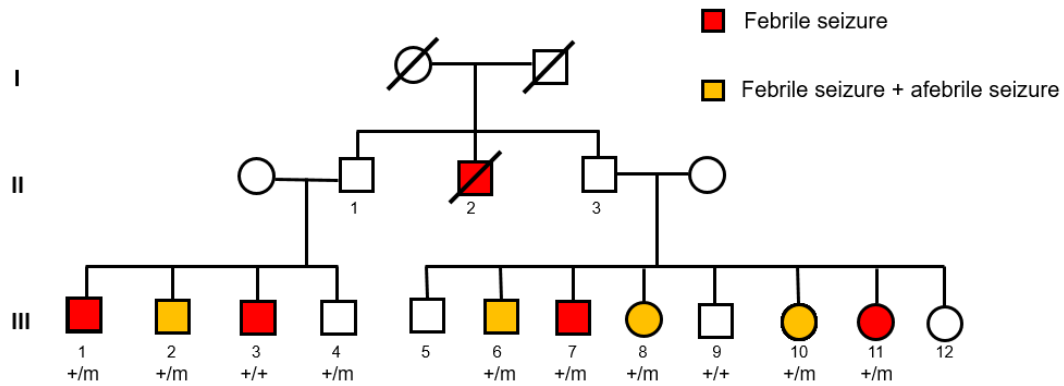 Febrile seizure
I
Febrile seizure + afebrile seizure
II
1 2 3
III
1 2 3 4 5 6 7 8 9 10 11 12
+/m +/m +/+ +/m +/m +/m +/m +/+ +/m +/m